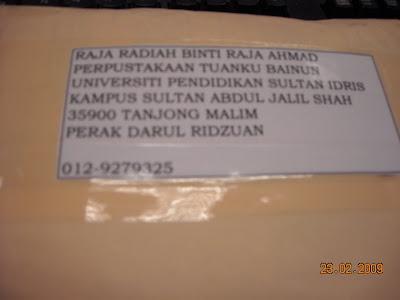 RAJA RADIAH BINTI RAJA AHMAD
PERPUSTAKAAN TUANKU BAINUN
UNIVERSITI PENDIDIKAN SULTAN IDRIS
KAMPUS SULTAN ABDUL JALIL SHAH
35900 TANJONG MALIM
PERAK DARUL RIDZUAN
012-9279325
23.02.2009